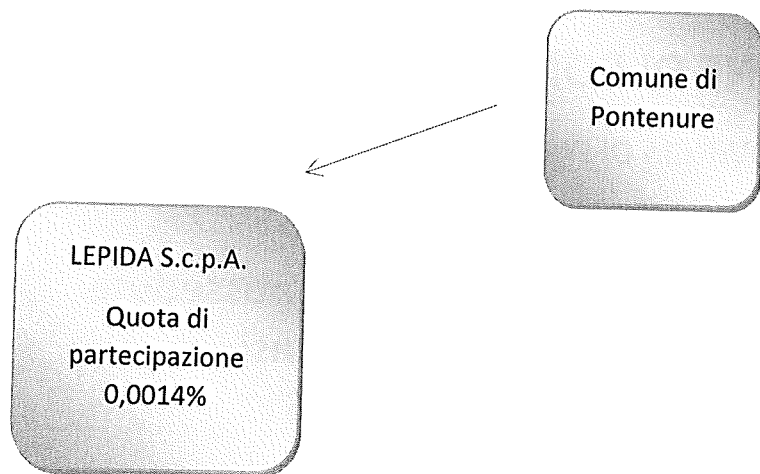 Comune di
Pontenure
LEPIDA S.c.p.A.
Quota di
partecipazione
0,0014%